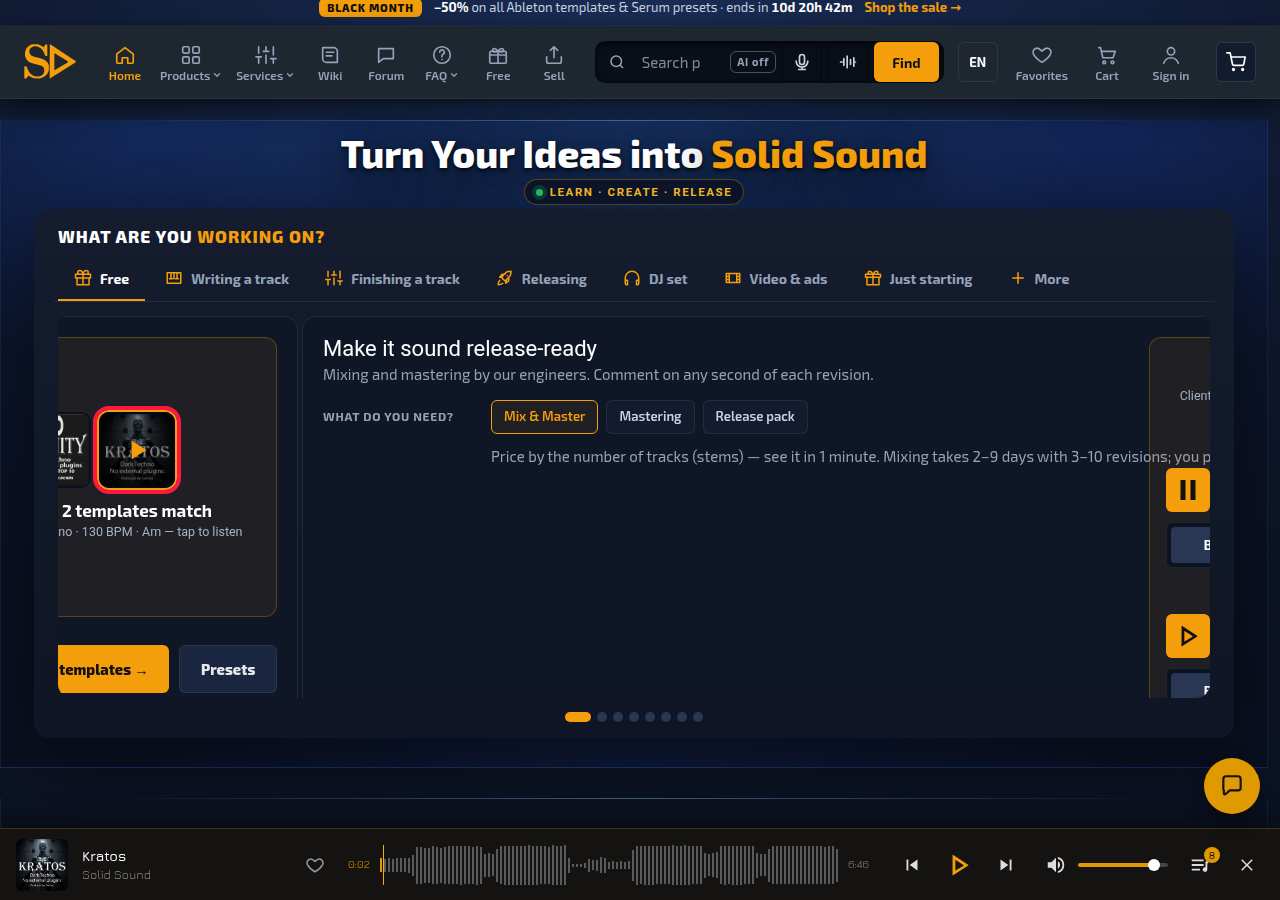 BLACK MONTH −50% on all Ableton templates & Serum presets · ends in 10d 20h 42m Shop the sale →
Home Products Services Wiki Forum FAQ Free Sell Search p AI off Find EN Favorites Cart Sign in
Turn Your Ideas into Solid Sound
LEARN · CREATE · RELEASE
WHAT ARE YOU WORKING ON?
Free Writing a track Finishing a track Releasing DJ set Video & ads Just starting More
Make it sound release-ready
Mixing and mastering by our engineers. Comment on any second of each revision.
Client
WHAT DO YOU NEED? Mix & Master Mastering Release pack
KRATOS
DarkTechno
No external plugins
Price by the number of tracks (stems) — see it in 1 minute. Mixing takes 2–9 days with 3–10 revisions; you p
2 templates match
no · 130 BPM · Am — tap to listen
B
templates →
Presets
Kratos
Solid Sound
KRATOS
0:02
6:46
8